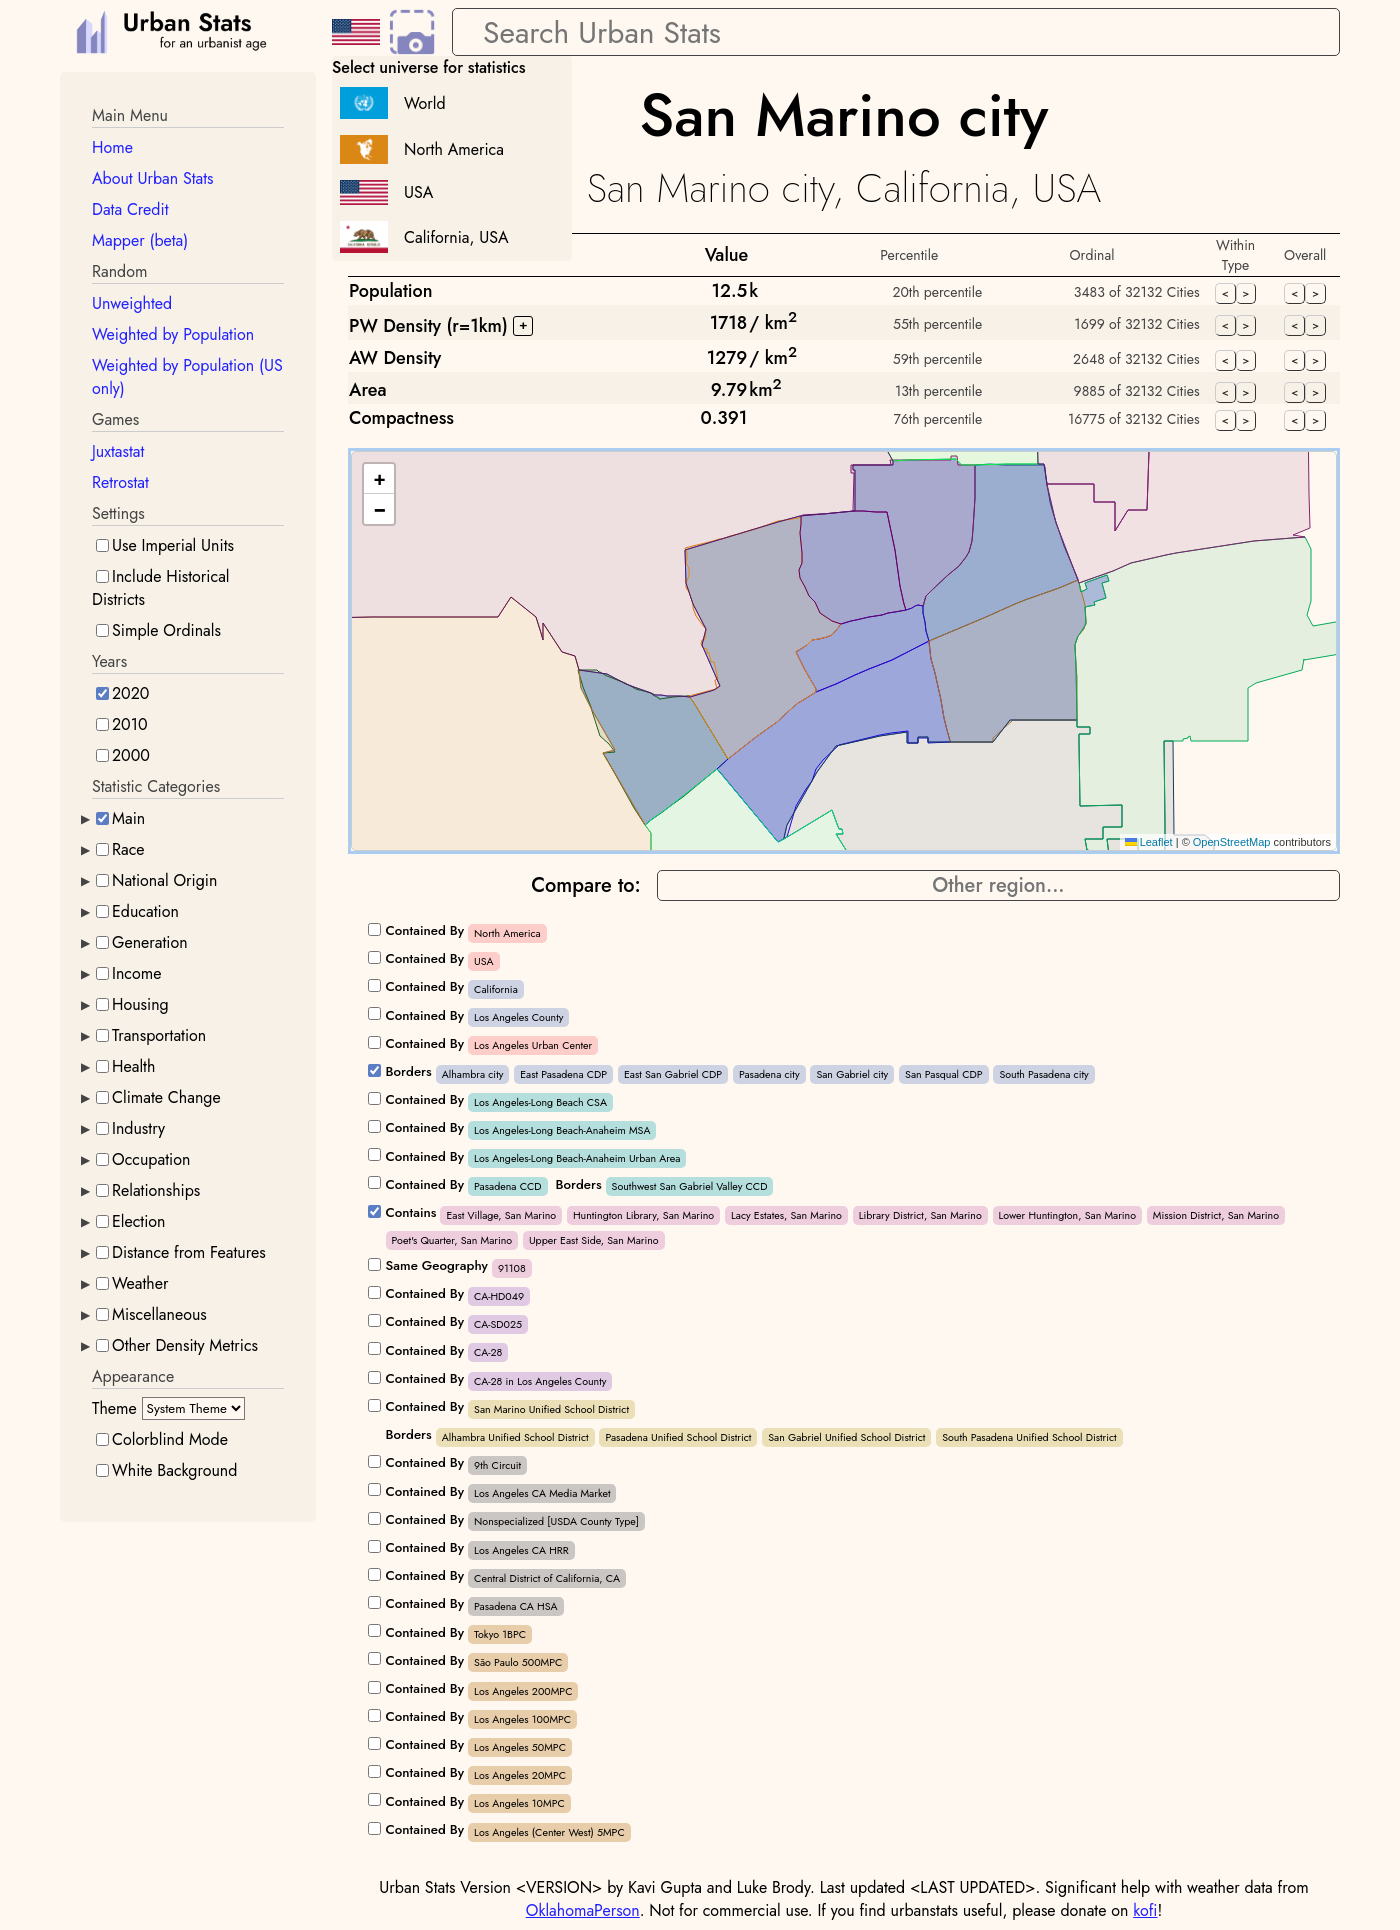 Urban Stats
for an urbanist age
Search Urban Stats
Select universe for statistics
World
North America
USA
California, USA
San Marino city
San Marino city, California, USA
Main Menu
Home
About Urban Stats
Data Credit
Mapper (beta)
Random
Unweighted
Weighted by Population
Weighted by Population (US
only)
Games
Juxtastat
Retrostat
Settings
Use Imperial Units
Include Historical
Districts
Simple Ordinals
Years
2020
2010
2000
Statistic Categories
Main
Race
National Origin
Education
Generation
Income
Housing
Transportation
Health
Climate Change
Industry
Occupation
Relationships
Election
Distance from Features
Weather
Miscellaneous
Other Density Metrics
Appearance
Theme System Theme
Colorblind Mode
White Background
Value Percentile Ordinal Within Type Overall
Population 12.5 k 20th percentile 3483 of 32132 Cities < > < >
PW Density (r=1km) + 1718 / km² 55th percentile 1699 of 32132 Cities < > < >
AW Density 1279 / km² 59th percentile 2648 of 32132 Cities < > < >
Area 9.79 km² 13th percentile 9885 of 32132 Cities < > < >
Compactness 0.391 76th percentile 16775 of 32132 Cities < > < >
+
−
Leaflet | © OpenStreetMap contributors
Compare to: Other region...
Contained By North America
Contained By USA
Contained By California
Contained By Los Angeles County
Contained By Los Angeles Urban Center
Borders Alhambra city East Pasadena CDP East San Gabriel CDP Pasadena city San Gabriel city San Pasqual CDP South Pasadena city
Contained By Los Angeles-Long Beach CSA
Contained By Los Angeles-Long Beach-Anaheim MSA
Contained By Los Angeles-Long Beach-Anaheim Urban Area
Contained By Pasadena CCD Borders Southwest San Gabriel Valley CCD
Contains East Village, San Marino Huntington Library, San Marino Lacy Estates, San Marino Library District, San Marino Lower Huntington, San Marino Mission District, San Marino
Poet's Quarter, San Marino Upper East Side, San Marino
Same Geography 91108
Contained By CA-HD049
Contained By CA-SD025
Contained By CA-28
Contained By CA-28 in Los Angeles County
Contained By San Marino Unified School District
Borders Alhambra Unified School District Pasadena Unified School District San Gabriel Unified School District South Pasadena Unified School District
Contained By 9th Circuit
Contained By Los Angeles CA Media Market
Contained By Nonspecialized [USDA County Type]
Contained By Los Angeles CA HRR
Contained By Central District of California, CA
Contained By Pasadena CA HSA
Contained By Tokyo 1BPC
Contained By São Paulo 500MPC
Contained By Los Angeles 200MPC
Contained By Los Angeles 100MPC
Contained By Los Angeles 50MPC
Contained By Los Angeles 20MPC
Contained By Los Angeles 10MPC
Contained By Los Angeles (Center West) 5MPC
Urban Stats Version <VERSION> by Kavi Gupta and Luke Brody. Last updated <LAST UPDATED>. Significant help with weather data from
OklahomaPerson. Not for commercial use. If you find urbanstats useful, please donate on kofi!